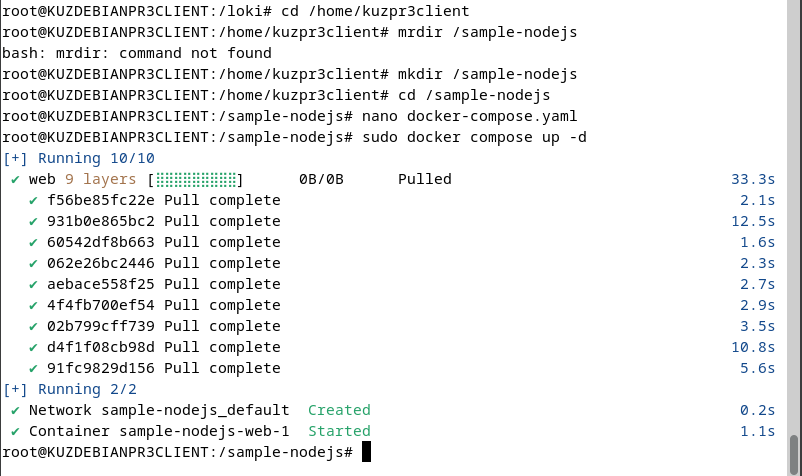 root@KUZDEBIANPR3CLIENT:/loki# cd /home/kuzpr3client
root@KUZDEBIANPR3CLIENT:/home/kuzpr3client# mrdir /sample-nodejs
bash: mrdir: command not found
root@KUZDEBIANPR3CLIENT:/home/kuzpr3client# mkdir /sample-nodejs
root@KUZDEBIANPR3CLIENT:/home/kuzpr3client# cd /sample-nodejs
root@KUZDEBIANPR3CLIENT:/sample-nodejs# nano docker-compose.yaml
root@KUZDEBIANPR3CLIENT:/sample-nodejs# sudo docker compose up -d
[+] Running 10/10
✔ web 9 layers [⣿⣿⣿⣿⣿⣿⣿⣿⣿] 0B/0B Pulled 33.3s
✔ f56be85fc22e Pull complete 2.1s
✔ 931b0e865bc2 Pull complete 12.5s
✔ 60542df8b663 Pull complete 1.6s
✔ 062e26bc2446 Pull complete 2.3s
✔ aebace558f25 Pull complete 2.7s
✔ 4f4fb700ef54 Pull complete 2.9s
✔ 02b799cff739 Pull complete 3.5s
✔ d4f1f08cb98d Pull complete 10.8s
✔ 91fc9829d156 Pull complete 5.6s
[+] Running 2/2
✔ Network sample-nodejs_default Created 0.2s
✔ Container sample-nodejs-web-1 Started 1.1s
root@KUZDEBIANPR3CLIENT:/sample-nodejs#